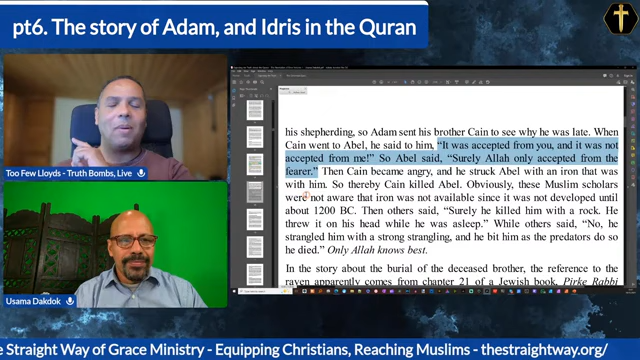 pt6. The story of Adam, and Idris in the Quran
his shepherding, so Adam sent his brother Cain to see why he was late. When
Cain went to Abel, he said to him, “It was accepted from you, and it was not
accepted from me!” So Abel said, “Surely Allah only accepted from the
fearer.” Then Cain became angry, and he struck Abel with an iron that was
with him. So thereby Cain killed Abel. Obviously, these Muslim scholars
were not aware that iron was not available since it was not developed until
about 1200 BC. Then others said, “Surely he killed him with a rock. He
threw it on his head while he was asleep.” While others said, “No, he
strangled him with a strong strangling, and he bit him as the predators do so
he died.” Only Allah knows best.
In the story about the burial of the deceased brother, the reference to the
raven apparently comes from chapter 21 of a Jewish book, Pirke Rabbi
Too Few Lloyds - Truth Bombs, Live
Usama Dakdok
e Straight Way of Grace Ministry - Equipping Christians, Reaching Muslims - thestraightway.org/